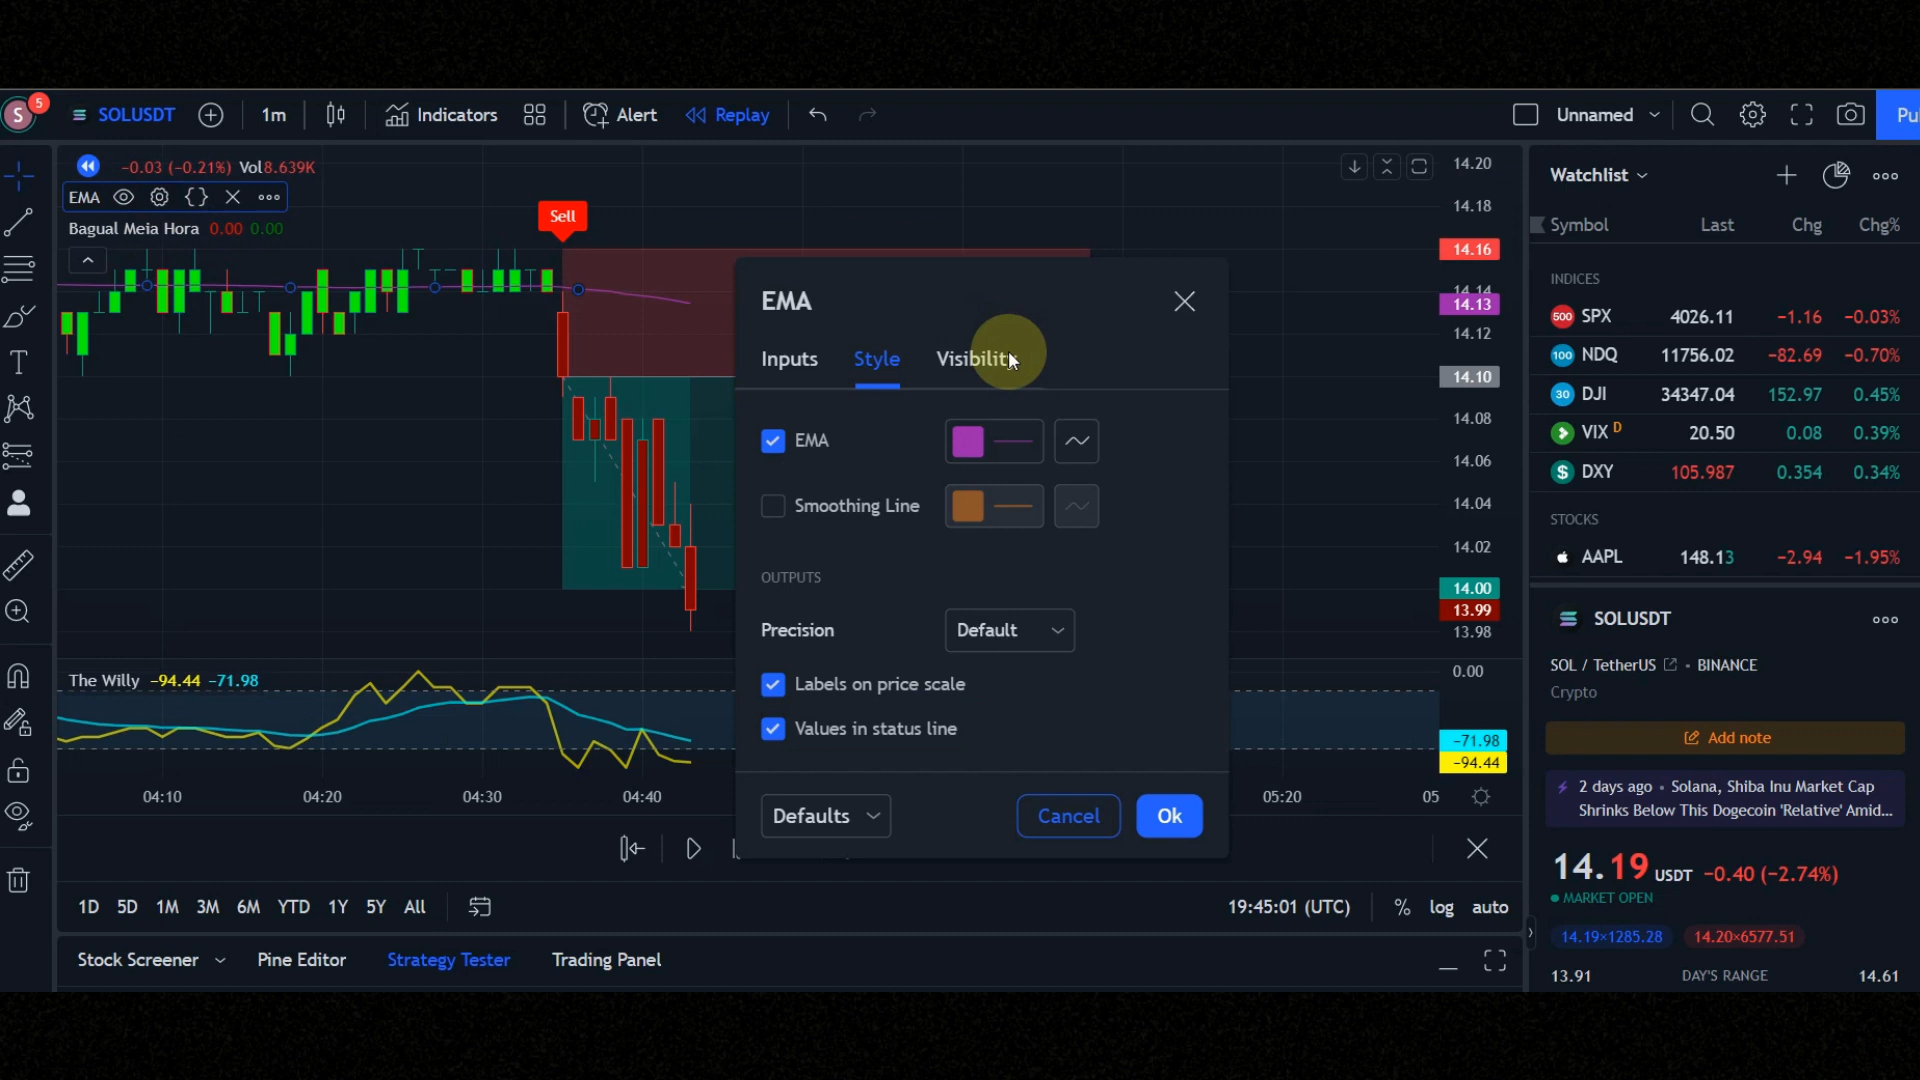 S 5 SOLUSDT 1m Indicators Alert Replay Unnamed Pu
-0.03 (-0.21%) Vol8.639K
EMA
Bagual Meia Hora 0.00 0.00
Sell
14.20
14.18
14.16
14.14
14.13
14.12
14.10
14.08
14.06
14.04
14.02
14.00
13.99
13.98
The Willy -94.44 -71.98
0.00
-71.98
-94.44
04:10 04:20 04:30 04:40 05:20 05
EMA
Inputs Style Visibility
EMA
Smoothing Line
OUTPUTS
Precision Default
Labels on price scale
Values in status line
Defaults Cancel Ok
1D 5D 1M 3M 6M YTD 1Y 5Y All 19:45:01 (UTC) % log auto
Stock Screener Pine Editor Strategy Tester Trading Panel
Watchlist
Symbol Last Chg Chg%
INDICES
500 SPX 4026.11 -1.16 -0.03%
100 NDQ 11756.02 -82.69 -0.70%
30 DJI 34347.04 152.97 0.45%
VIX D 20.50 0.08 0.39%
$ DXY 105.987 0.354 0.34%
STOCKS
AAPL 148.13 -2.94 -1.95%
SOLUSDT
SOL / TetherUS • BINANCE
Crypto
Add note
2 days ago • Solana, Shiba Inu Market Cap
Shrinks Below This Dogecoin 'Relative' Amid...
14.19 USDT -0.40 (-2.74%)
MARKET OPEN
14.19×1285.28 14.20×6577.51
13.91 DAY'S RANGE 14.61